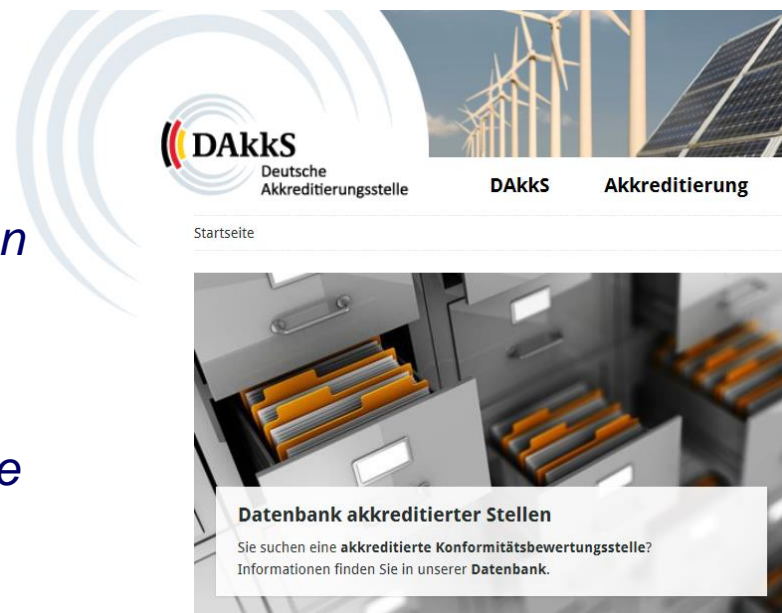 DAkkS
Deutsche
Akkreditierungsstelle
DAkkS Akkreditierung
Startseite
n
e
Datenbank akkreditierter Stellen
Sie suchen eine akkreditierte Konformitätsbewertungsstelle?
Informationen finden Sie in unserer Datenbank.